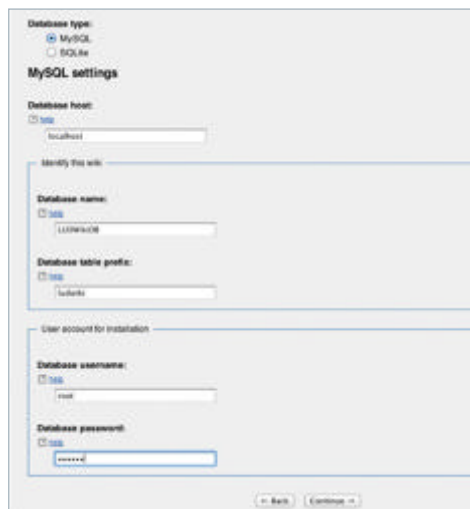 Database type:
MySQL
SQLite
MySQL settings
Database host:
help
localhost
Identify this wiki
Database name:
help
Database table prefix:
help
User account for installation
Database username:
help
root
Database password:
help
•••••••
← Back Continue →